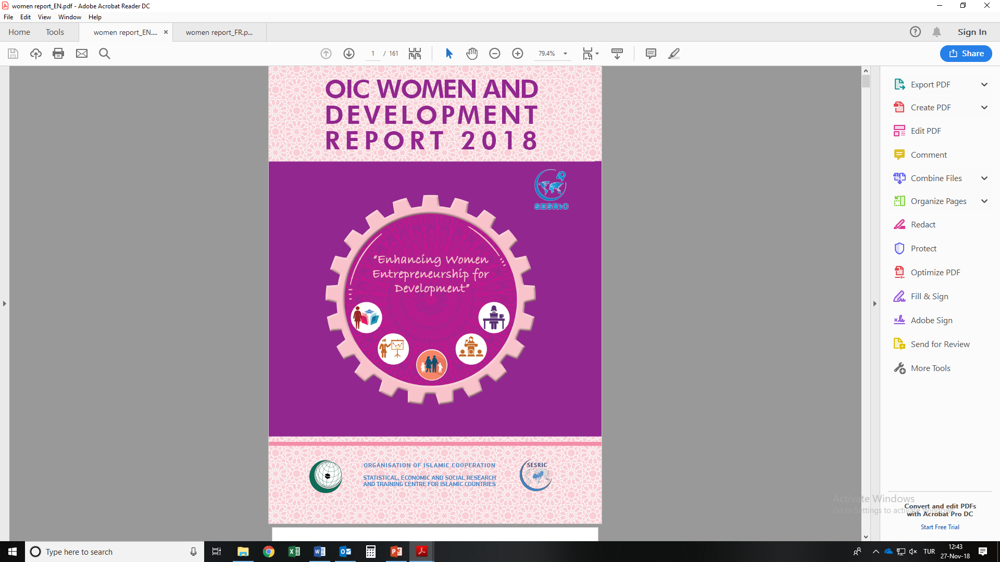 women report_EN.pdf - Adobe Acrobat Reader DC
File Edit View Window Help
Home Tools women report_EN.... women report_FR.p... Sign In
1 / 161 79.4% Share
OIC WOMEN AND
DEVELOPMENT
REPORT 2018
SESRIC
“Enhancing Women
Entrepreneurship for
Development”
ORGANISATION OF ISLAMIC COOPERATION
STATISTICAL, ECONOMIC AND SOCIAL RESEARCH
AND TRAINING CENTRE FOR ISLAMIC COUNTRIES
SESRIC
Export PDF
Create PDF
Edit PDF
Comment
Combine Files
Organize Pages
Redact
Protect
Optimize PDF
Fill & Sign
Adobe Sign
Send for Review
More Tools
Activate Windows
Go to Settings to activate Windows.
Convert and edit PDFs
with Acrobat Pro DC
Start Free Trial
Type here to search
TUR
12:43
27-Nov-18